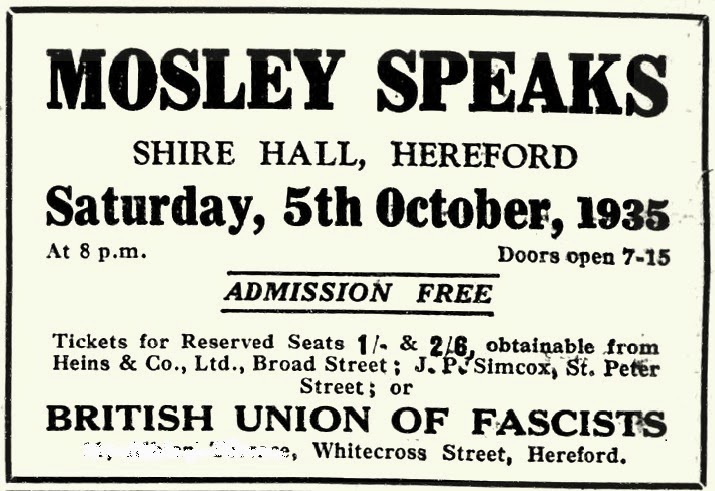 MOSLEY SPEAKS
SHIRE HALL, HEREFORD
Saturday, 5th October, 1935
At 8 p.m. Doors open 7-15
ADMISSION FREE
Tickets for Reserved Seats 1/- & 2/6, obtainable from
Heins & Co., Ltd., Broad Street; J. P. Simcox, St. Peter
Street; or
BRITISH UNION OF FASCISTS
Whitecross Street, Hereford.